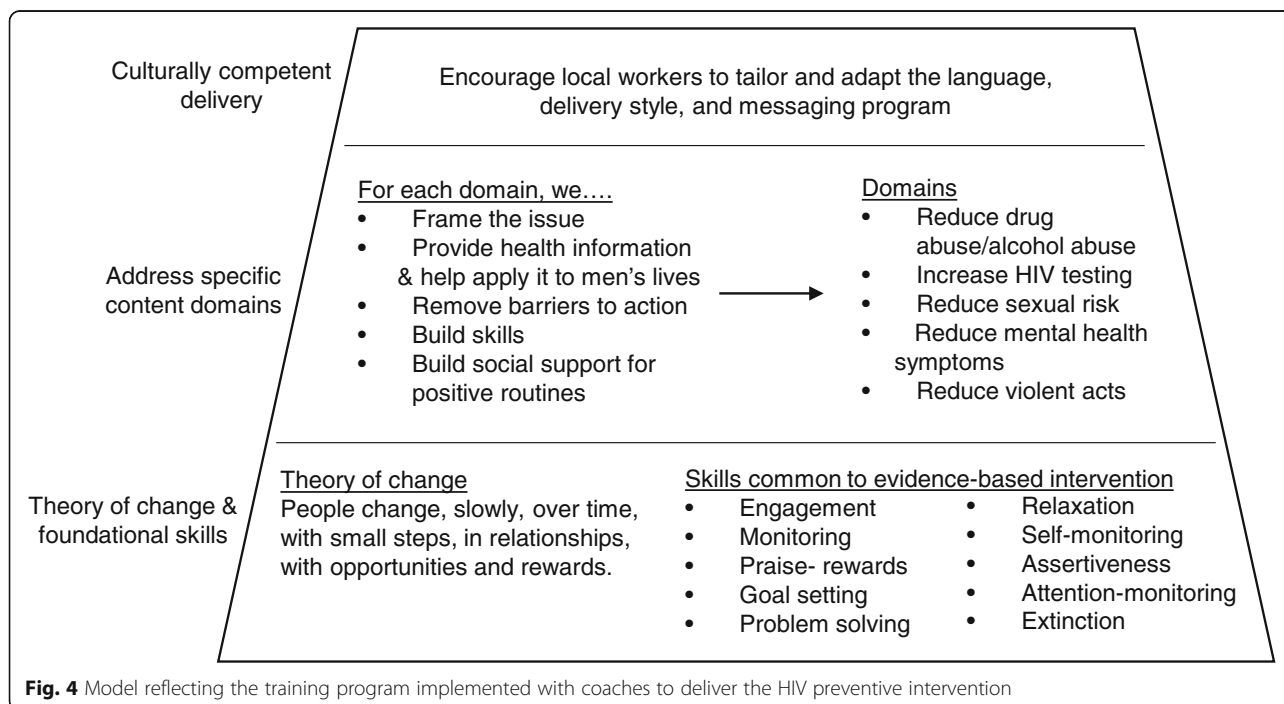 Culturally competent
delivery
Encourage local workers to tailor and adapt the language,
delivery style, and messaging program
Address specific
content domains
For each domain, we....
• Frame the issue
• Provide health information
& help apply it to men's lives
• Remove barriers to action
• Build skills
• Build social support for
positive routines
Domains
• Reduce drug
abuse/alcohol abuse
• Increase HIV testing
• Reduce sexual risk
• Reduce mental health
symptoms
• Reduce violent acts
Theory of change &
foundational skills
Theory of change
People change, slowly, over time,
with small steps, in relationships,
with opportunities and rewards.
Skills common to evidence-based intervention
• Engagement
• Monitoring
• Praise- rewards
• Goal setting
• Problem solving
• Relaxation
• Self-monitoring
• Assertiveness
• Attention-monitoring
• Extinction
Fig. 4 Model reflecting the training program implemented with coaches to deliver the HIV preventive intervention